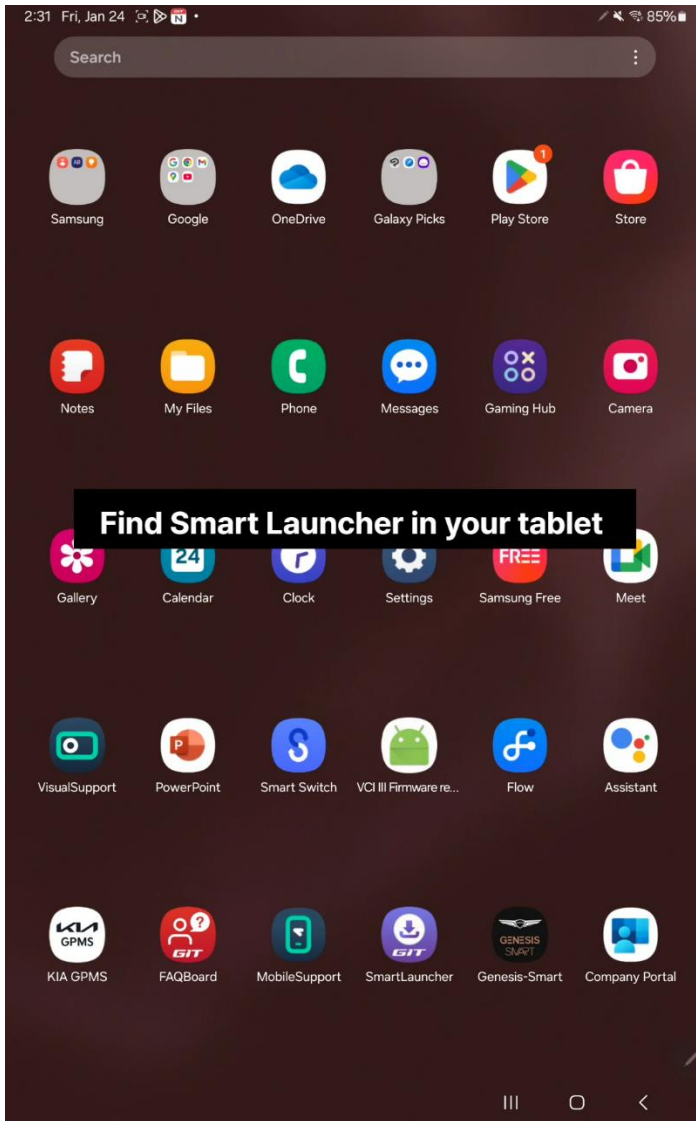 2:31 Fri, Jan 24
85%
Search
1
Samsung Google OneDrive Galaxy Picks Play Store Store
Notes My Files Phone Messages Gaming Hub Camera
Find Smart Launcher in your tablet
24 FREE
Gallery Calendar Clock Settings Samsung Free Meet
P S
VisualSupport PowerPoint Smart Switch VCI III Firmware re... Flow Assistant
KIA GPMS GIT GIT GENESIS SMART
KIA GPMS FAQBoard MobileSupport SmartLauncher Genesis-Smart Company Portal